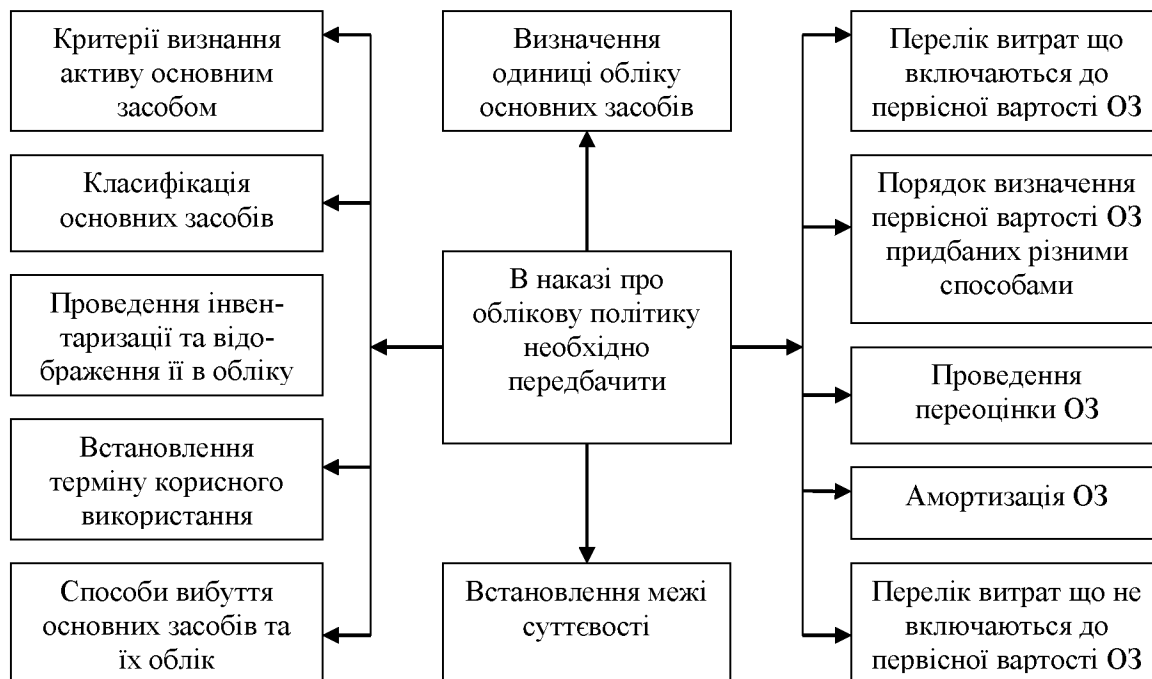 Критерії визнання
активу основним
засобом
Класифікація
основних засобів
Проведення інвен-
таризації та відо-
браження її в обліку
Встановлення
терміну корисного
використання
Способи вибуття
основних засобів та
їх облік
Визначення
одиниці обліку
основних засобів
В наказі про
облікову політику
необхідно
передбачити
Встановлення межі
суттєвості
Перелік витрат що
включаються до
первісної вартості ОЗ
Порядок визначення
первісної вартості ОЗ
придбаних різними
способами
Проведення
переоцінки ОЗ
Амортизація ОЗ
Перелік витрат що не
включаються до
первісної вартості ОЗ